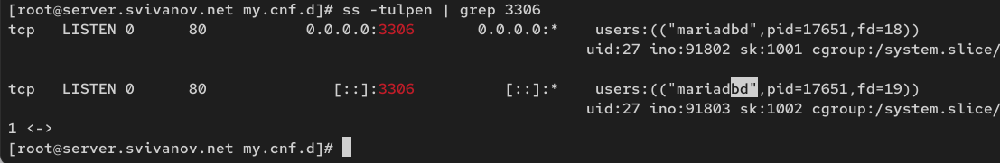 [root@server.svivanov.net my.cnf.d]# ss -tulpen | grep 3306
tcp   LISTEN 0      80           0.0.0.0:3306       0.0.0.0:*    users:(("mariadbd",pid=17651,fd=18))
uid:27 ino:91802 sk:1001 cgroup:/system.slice/
tcp   LISTEN 0      80              [::]:3306          [::]:*    users:(("mariadbd",pid=17651,fd=19))
uid:27 ino:91803 sk:1002 cgroup:/system.slice/
1 <->
[root@server.svivanov.net my.cnf.d]#